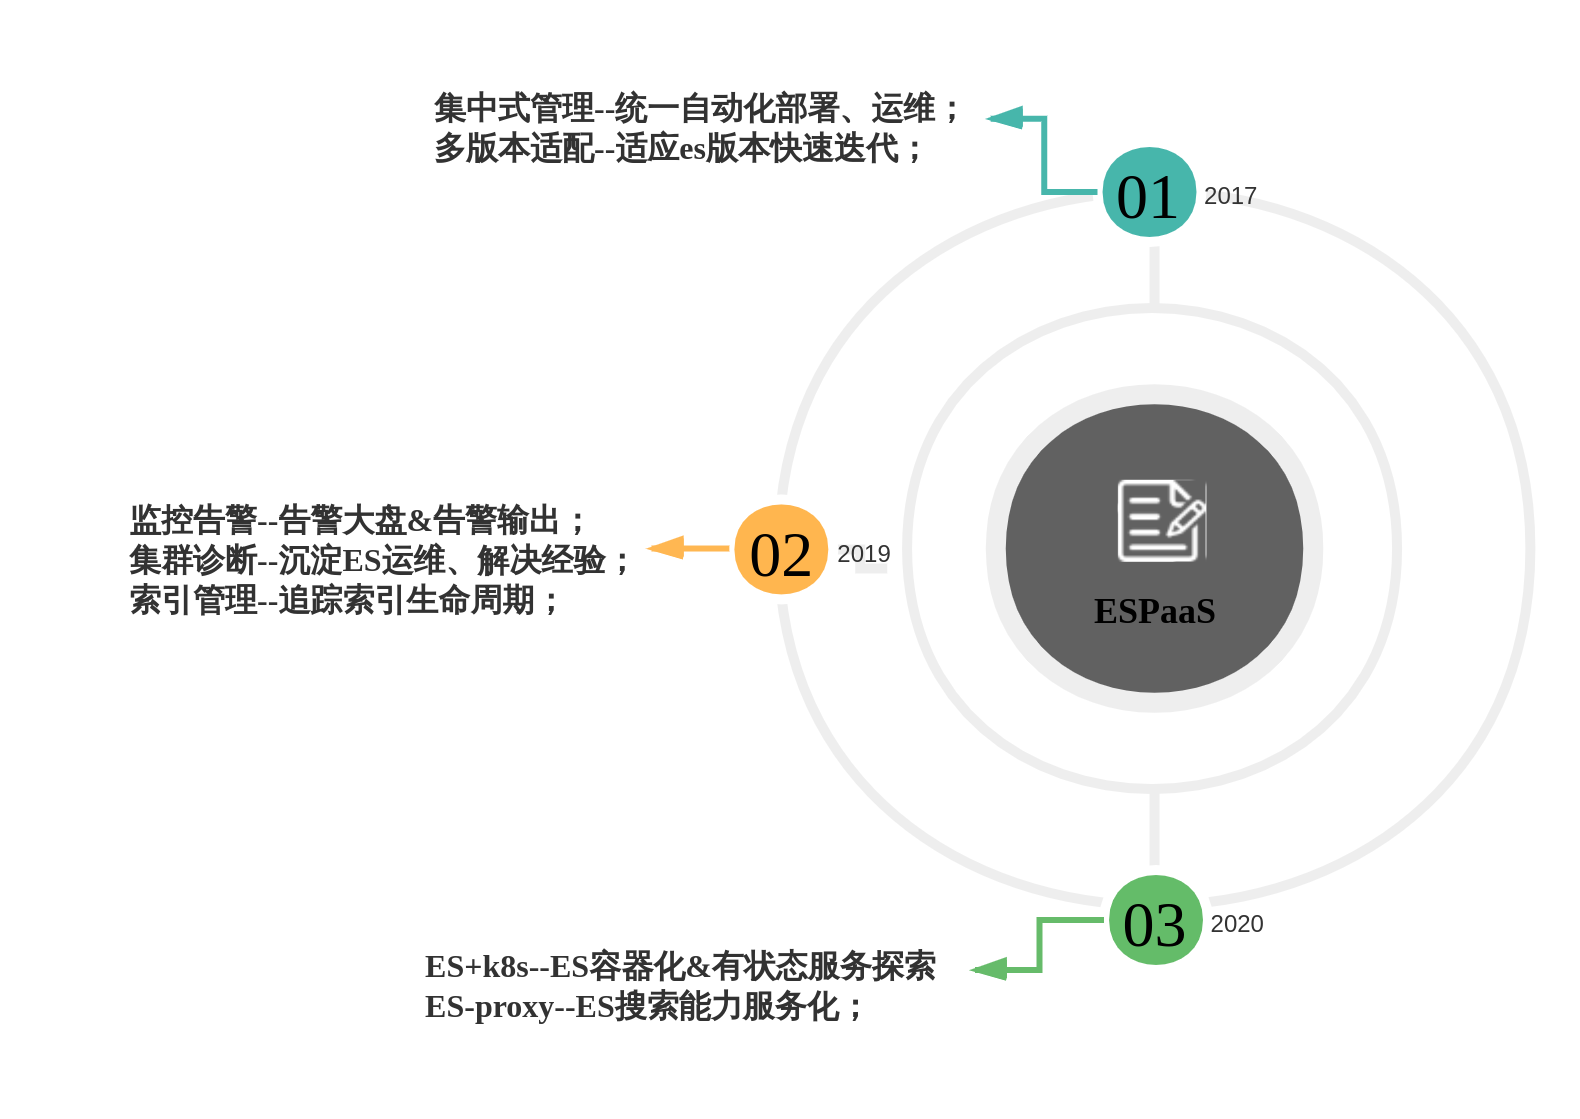 集中式管理--统一自动化部署、运维；
多版本适配--适应es版本快速迭代；
01
2017
监控告警--告警大盘&告警输出；
集群诊断--沉淀ES运维、解决经验；
索引管理--追踪索引生命周期；
02
2019
ESPaaS
03
2020
ES+k8s--ES容器化&有状态服务探索
ES-proxy--ES搜索能力服务化；